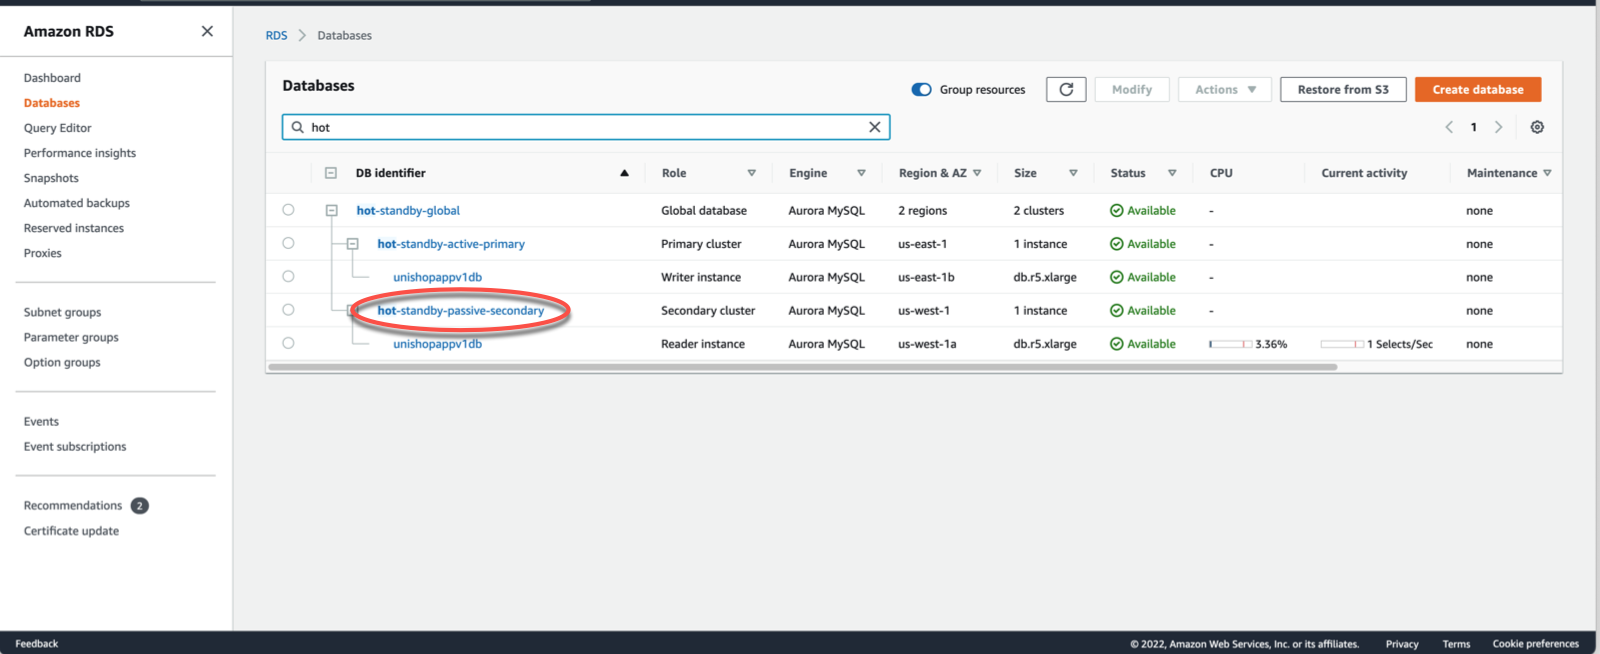 Amazon RDS
Dashboard
Databases
Query Editor
Performance insights
Snapshots
Automated backups
Reserved instances
Proxies
Subnet groups
Parameter groups
Option groups
Events
Event subscriptions
Recommendations 2
Certificate update
RDS > Databases
Databases
Group resources
Modify
Actions
Restore from S3
Create database
hot
1
DB identifier Role Engine Region & AZ Size Status CPU Current activity Maintenance
hot-standby-global Global database Aurora MySQL 2 regions 2 clusters Available - none
hot-standby-active-primary Primary cluster Aurora MySQL us-east-1 1 instance Available - none
unishopappv1db Writer instance Aurora MySQL us-east-1b db.r5.xlarge Available - none
hot-standby-passive-secondary Secondary cluster Aurora MySQL us-west-1 1 instance Available - none
unishopappv1db Reader instance Aurora MySQL us-west-1a db.r5.xlarge Available 3.36% 1 Selects/Sec none
Feedback
© 2022, Amazon Web Services, Inc. or its affiliates. Privacy Terms Cookie preferences